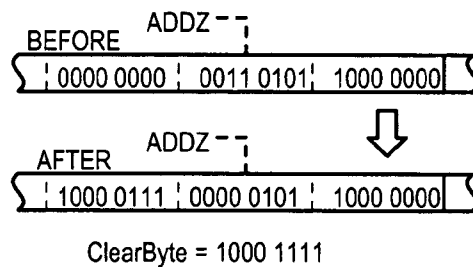 ADDZ
BEFORE
0000 0000 0011 0101 1000 0000
ADDZ
AFTER
1000 0111 0000 0101 1000 0000
ClearByte = 1000 1111